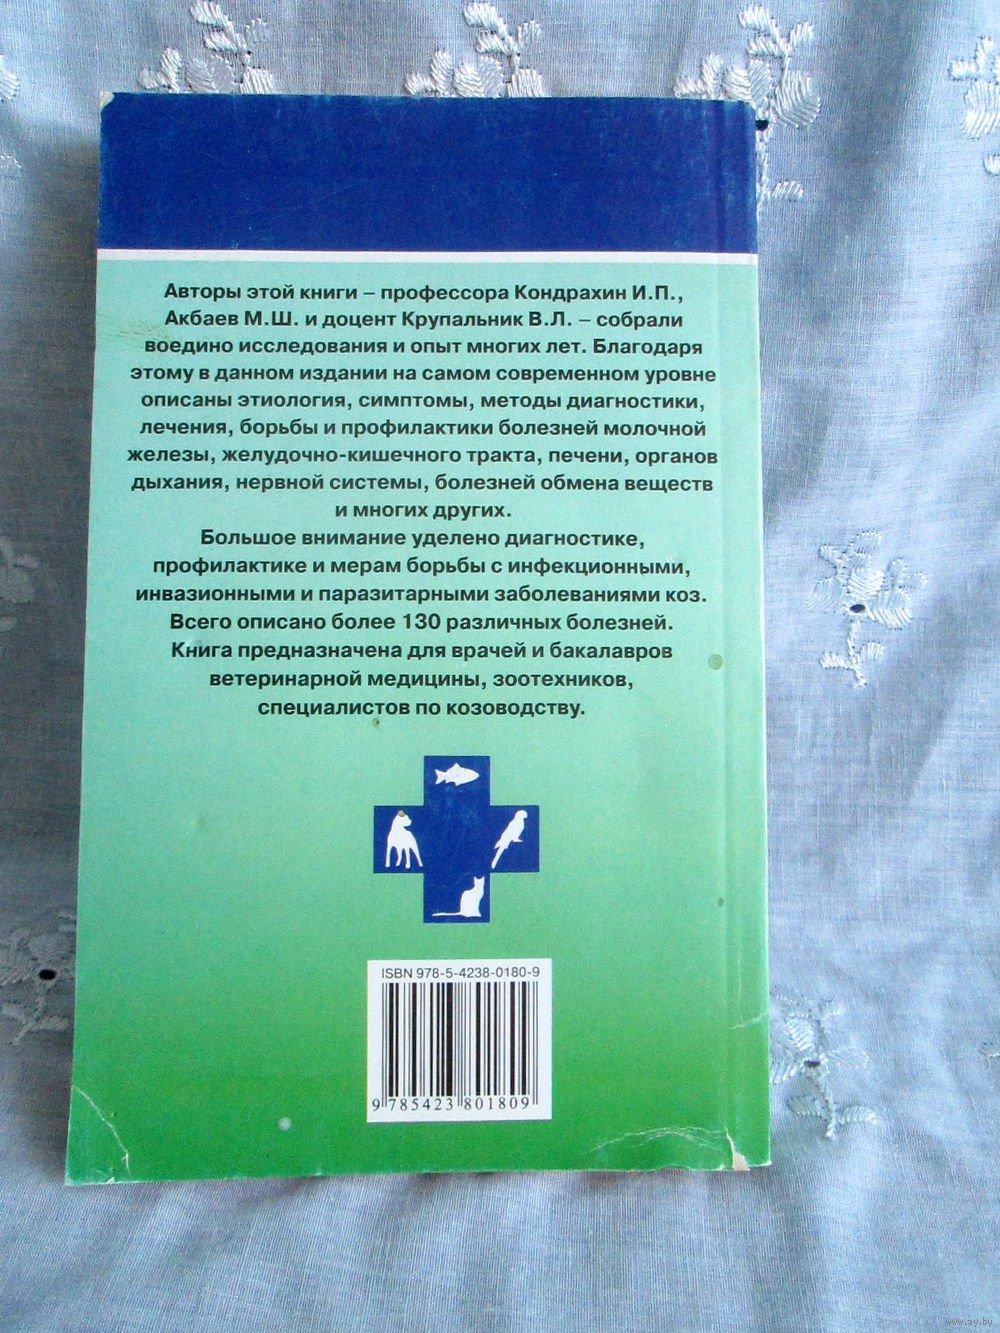 Авторы этой книги – профессора Кондрахин И.П.,
Акбаев М.Ш. и доцент Крупальник В.Л. – собрали
воедино исследования и опыт многих лет. Благодаря
этому в данном издании на самом современном уровне
описаны этиология, симптомы, методы диагностики,
лечения, борьбы и профилактики болезней молочной
железы, желудочно-кишечного тракта, печени, органов
дыхания, нервной системы, болезней обмена веществ
и многих других.
Большое внимание уделено диагностике,
профилактике и мерам борьбы с инфекционными,
инвазионными и паразитарными заболеваниями коз.
Всего описано более 130 различных болезней.
Книга предназначена для врачей и бакалавров
ветеринарной медицины, зоотехников,
специалистов по козоводству.
ISBN 978-5-4238-0180-9
9 785423 801809
www.ay.by